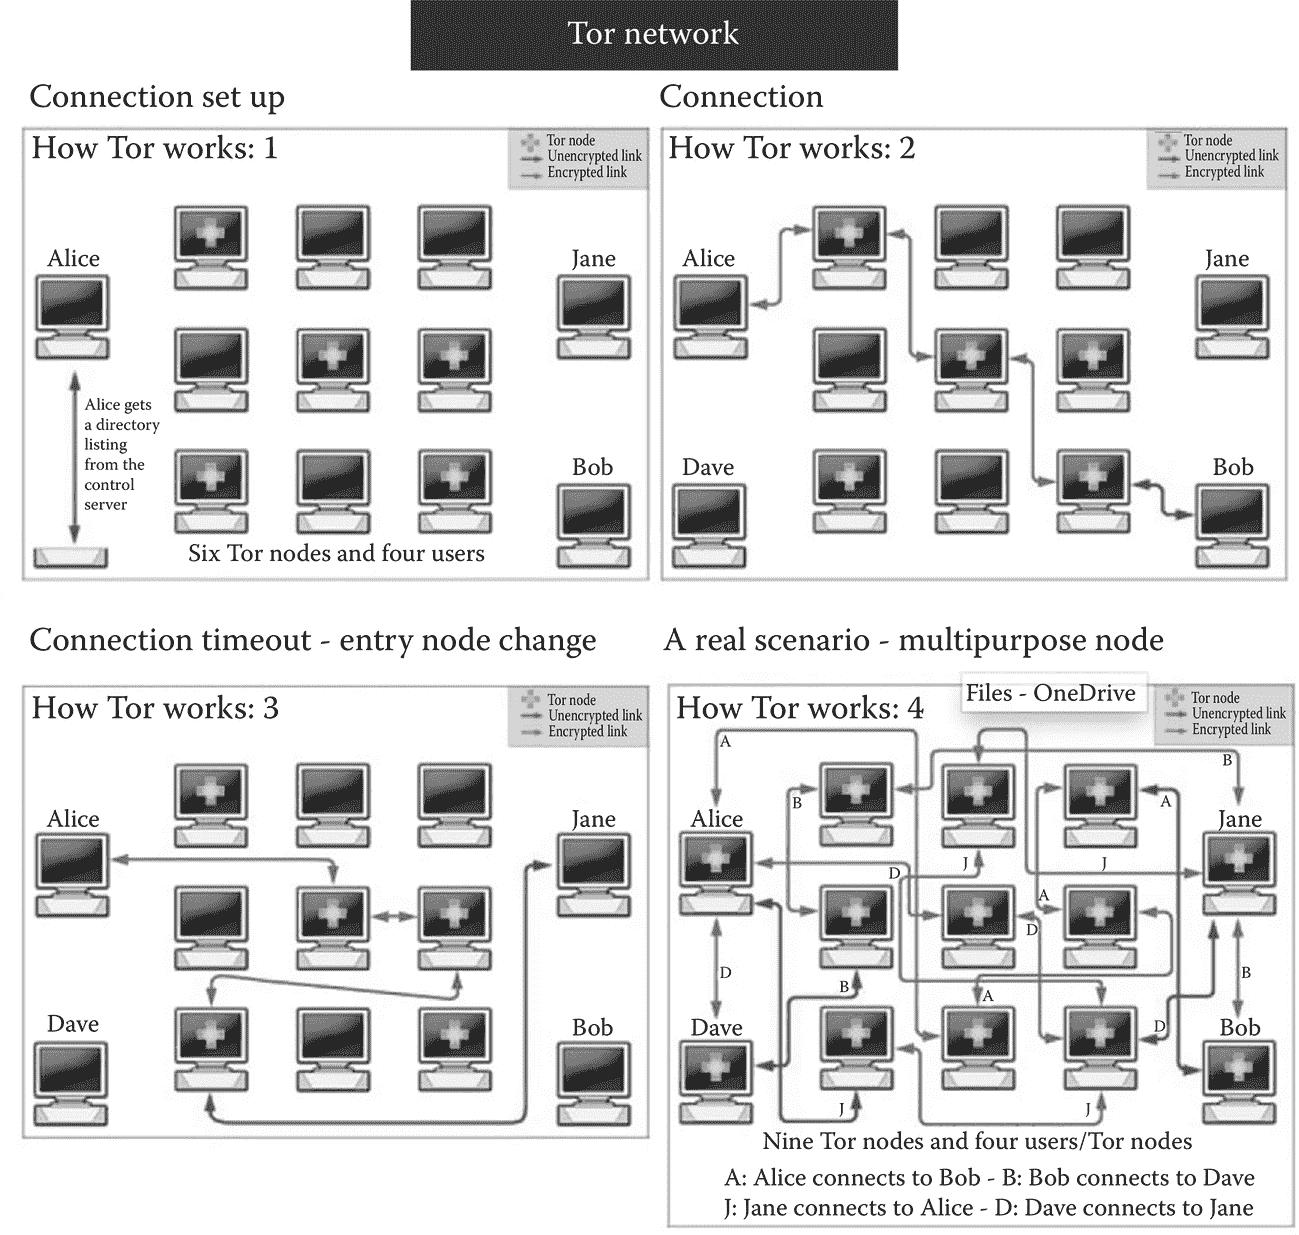 Tor network
Connection set up
How Tor works: 1
Tor node
Unencrypted link
Encrypted link
Alice
Jane
Alice gets
a directory
listing
from the
control
server
Bob
Six Tor nodes and four users
Connection
How Tor works: 2
Tor node
Unencrypted link
Encrypted link
Alice
Jane
Dave
Bob
Connection timeout - entry node change
How Tor works: 3
Tor node
Unencrypted link
Encrypted link
Alice
Jane
Dave
Bob
A real scenario - multipurpose node
Files - OneDrive
How Tor works: 4
Tor node
Unencrypted link
Encrypted link
A
B
B
A
Alice
Jane
J
J
D
A
D
D
B
B
A
Dave
D
Bob
J
J
Nine Tor nodes and four users/Tor nodes
A: Alice connects to Bob - B: Bob connects to Dave
J: Jane connects to Alice - D: Dave connects to Jane